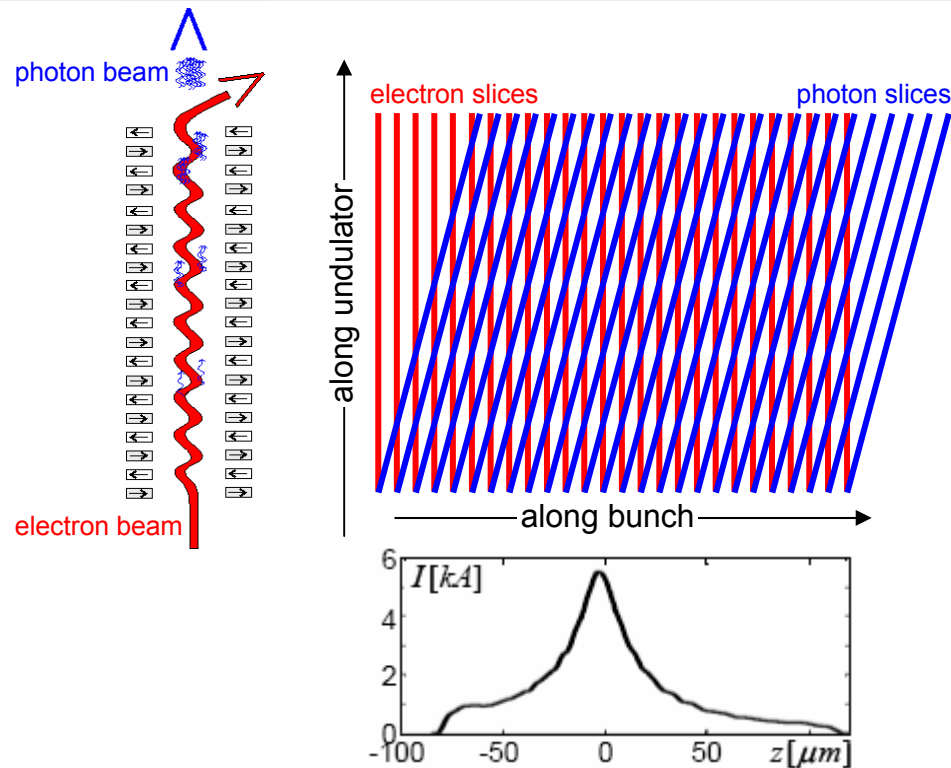 photon beam
electron beam
along undulator
electron slices
photon slices
along bunch
I[kA]
6
4
2
0
-100
-50
0
50
z[μm]